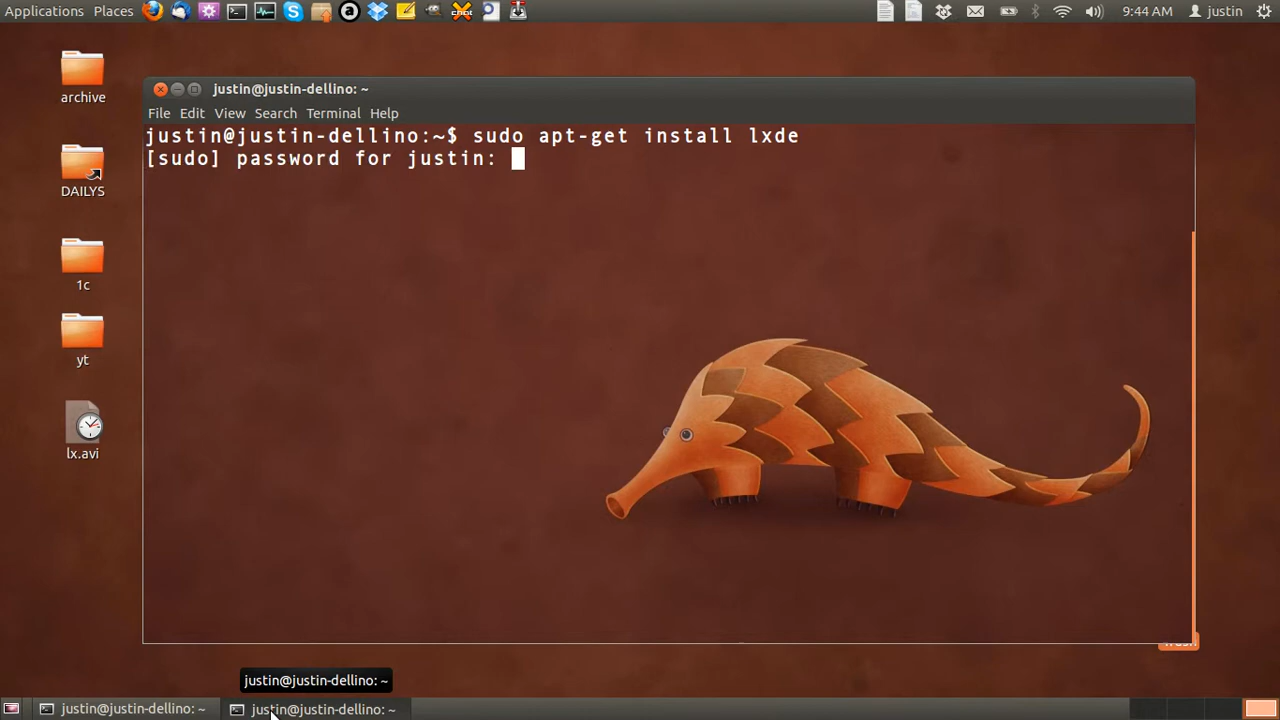 Applications Places
9:44 AM justin
archive
DAILYS
1c
yt
lx.avi
justin@justin-dellino: ~
File Edit View Search Terminal Help
justin@justin-dellino:~$ sudo apt-get install lxde
[sudo] password for justin:
justin@justin-dellino: ~
justin@justin-dellino: ~
justin@justin-dellino: ~